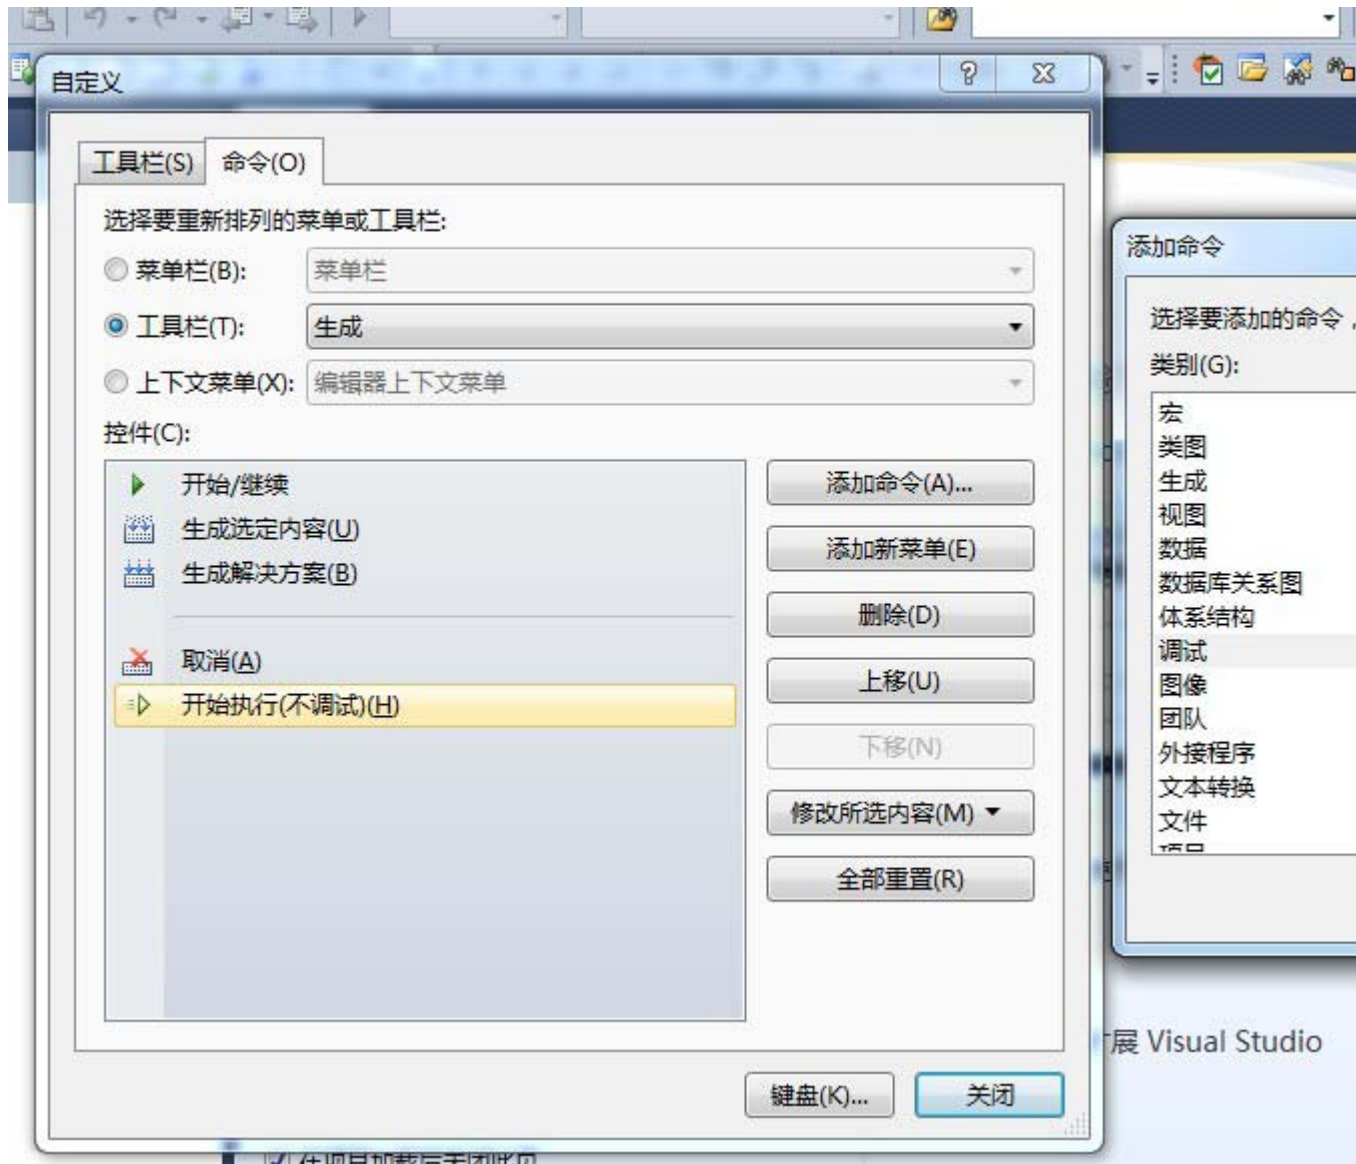 自定义
工具栏(S) 命令(O)
选择要重新排列的菜单或工具栏:
菜单栏(B): 菜单栏
工具栏(T): 生成
上下文菜单(X): 编辑器上下文菜单
控件(C):
开始/继续
生成选定内容(U)
生成解决方案(B)
取消(A)
开始执行(不调试)(H)
添加命令(A)...
添加新菜单(E)
删除(D)
上移(U)
下移(N)
修改所选内容(M)
全部重置(R)
键盘(K)... 关闭
添加命令
选择要添加的命令，
类别(G):
宏
类图
生成
视图
数据
数据库关系图
体系结构
调试
图像
团队
外接程序
文本转换
文件
展 Visual Studio